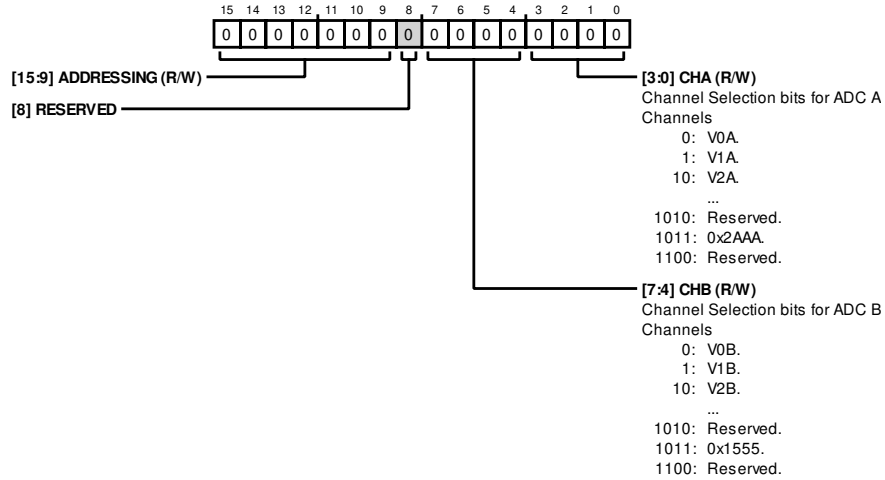 15 14 13 12 11 10 9 8 7 6 5 4 3 2 1 0
0 0 0 0 0 0 0 0 0 0 0 0 0 0 0 0
[15:9] ADDRESSING (R/W)
[8] RESERVED
[3:0] CHA (R/W)
Channel Selection bits for ADC A
Channels
0: V0A.
1: V1A.
10: V2A.
...
1010: Reserved.
1011: 0x2AAA.
1100: Reserved.
[7:4] CHB (R/W)
Channel Selection bits for ADC B
Channels
0: V0B.
1: V1B.
10: V2B.
...
1010: Reserved.
1011: 0x1555.
1100: Reserved.